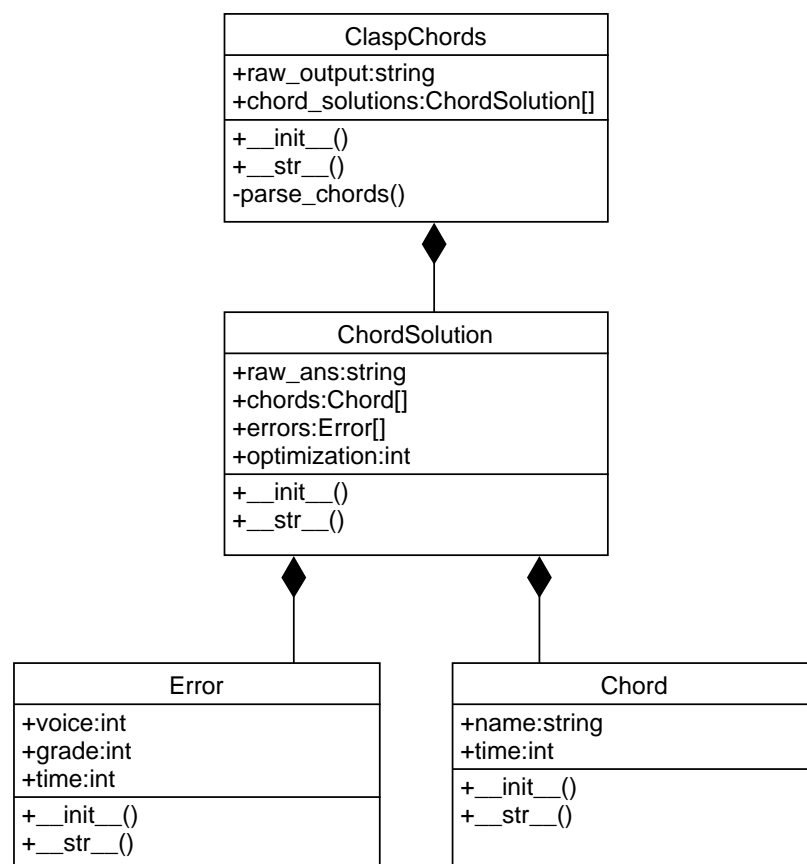 ClaspChords
+raw_output:string
+chord_solutions:ChordSolution[]
+__init__()
+__str__()
-parse_chords()
ChordSolution
+raw_ans:string
+chords:Chord[]
+errors:Error[]
+optimization:int
+__init__()
+__str__()
Error
+voice:int
+grade:int
+time:int
+__init__()
+__str__()
Chord
+name:string
+time:int
+__init__()
+__str__()